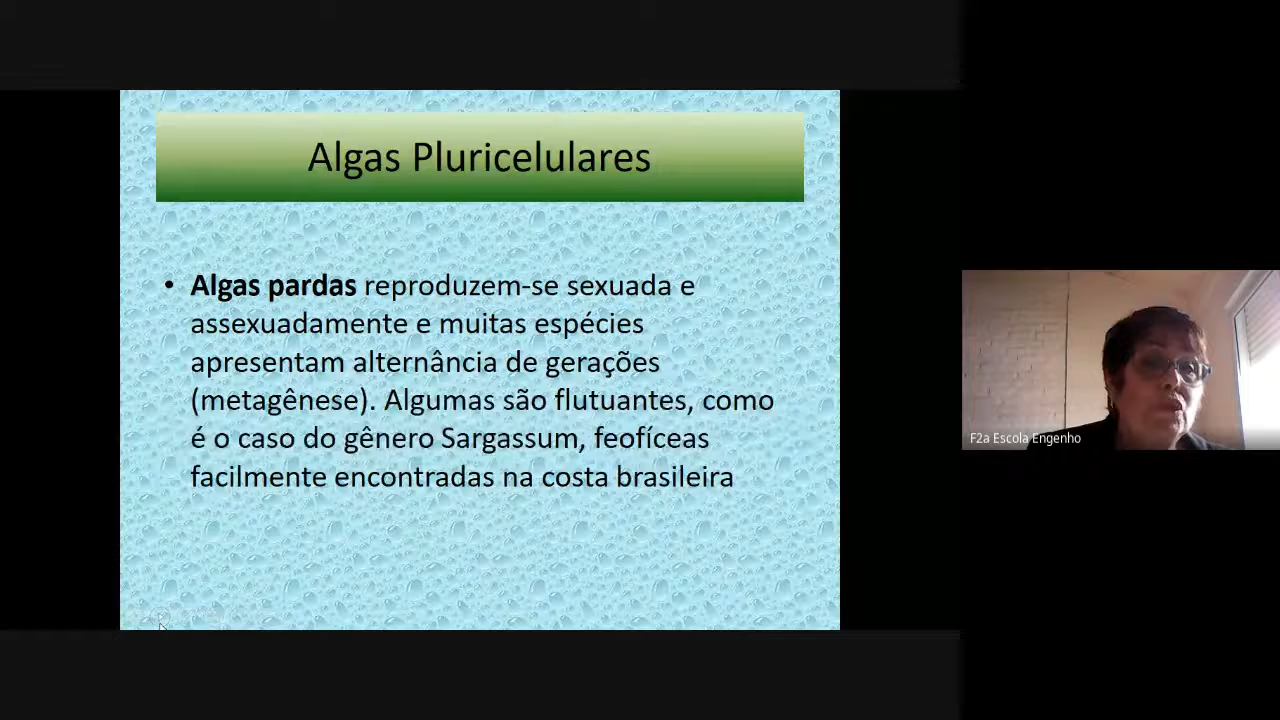 Algas Pluricelulares
• Algas pardas reproduzem-se sexuada e
assexuadamente e muitas espécies
apresentam alternância de gerações
(metagênese). Algumas são flutuantes, como
é o caso do gênero Sargassum, feofíceas
facilmente encontradas na costa brasileira
F2a Escola Engenho